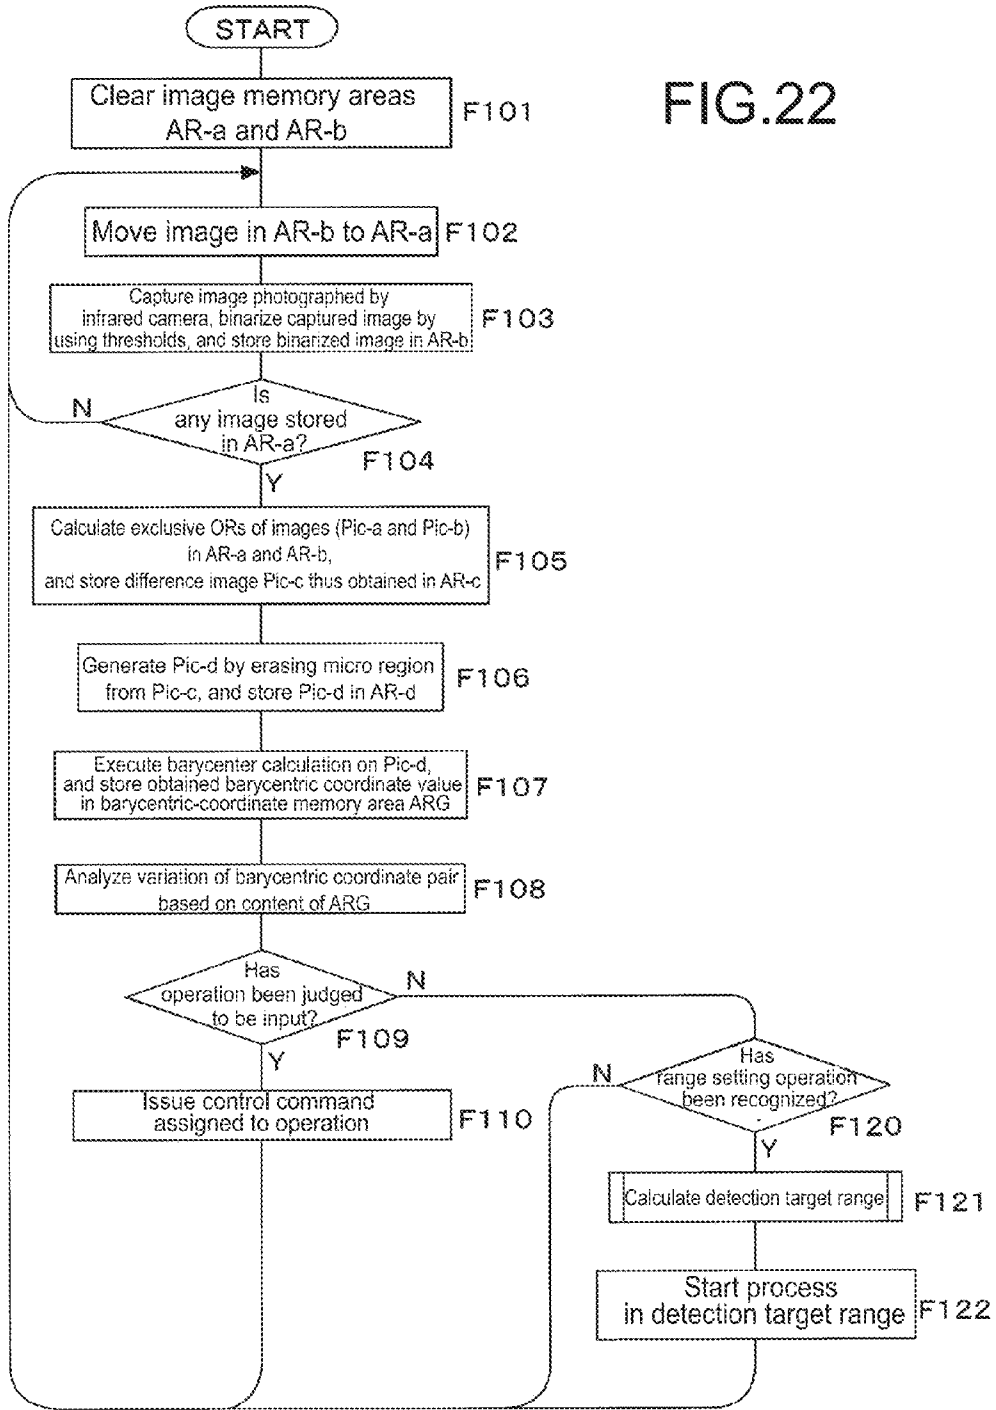 START
FIG.22
Clear image memory areas
AR-a and AR-b
F101
Move image in AR-b to AR-a
F102
Capture image photographed by
infrared camera, binarize captured image by
using thresholds, and store binarized image in AR-b
F103
Is
any image stored
in AR-a?
N
F104
Y
Calculate exclusive ORs of images (Pic-a and Pic-b)
in AR-a and AR-b,
and store difference image Pic-c thus obtained in AR-c
F105
Generate Pic-d by erasing micro region
from Pic-c, and store Pic-d in AR-d
F106
Execute barycenter calculation on Pic-d,
and store obtained barycentric coordinate value
in barycentric-coordinate memory area ARG
F107
Analyze variation of barycentric coordinate pair
based on content of ARG
F108
Has
operation been judged
to be input?
N
F109
Y
Issue control command
assigned to operation
F110
Has
range setting operation
been recognized?
N
F120
Y
Calculate detection target range
F121
Start process
in detection target range
F122